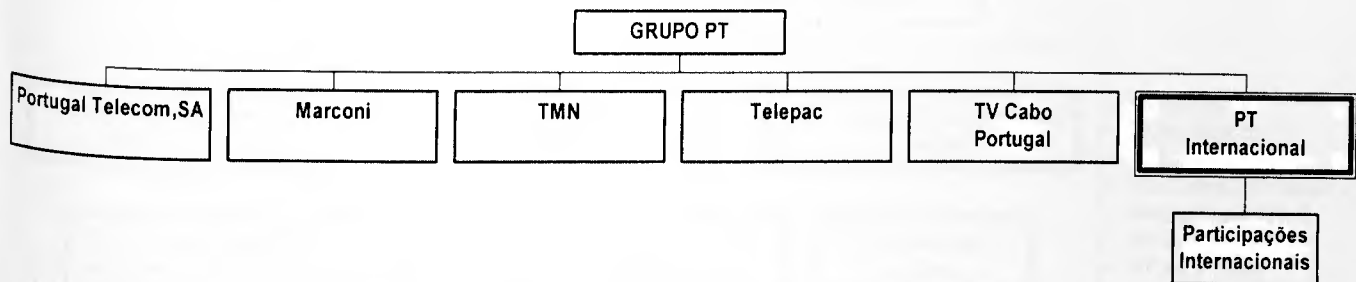 GRUPO PT
Portugal Telecom,SA
Marconi
TMN
Telepac
TV Cabo
Portugal
PT
Internacional
Participações
Internacionais